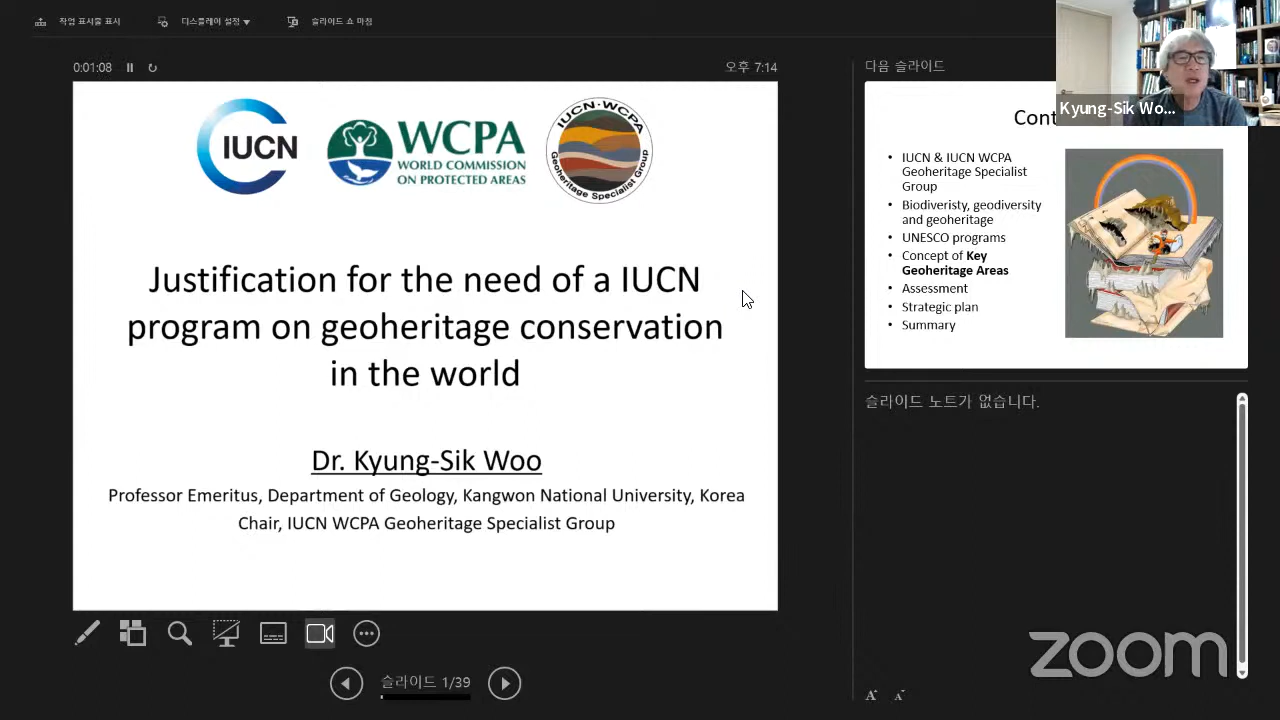 작업 표시줄 표시
디스플레이 설정 ▼
슬라이드 쇼 마침
0:01:08
오후 7:14
다음 슬라이드
Kyung-Sik Wo...
IUCN
WCPA
WORLD COMMISSION
ON PROTECTED AREAS
IUCN·WCPA
Geoheritage Specialist Group
Justification for the need of a IUCN
program on geoheritage conservation
in the world
Dr. Kyung-Sik Woo
Professor Emeritus, Department of Geology, Kangwon National University, Korea
Chair, IUCN WCPA Geoheritage Specialist Group
Cont
• IUCN & IUCN WCPA
Geoheritage Specialist
Group
• Biodiveristy, geodiversity
and geoheritage
• UNESCO programs
• Concept of Key
Geoheritage Areas
• Assessment
• Strategic plan
• Summary
슬라이드 노트가 없습니다.
슬라이드 1/39
A A
zoom